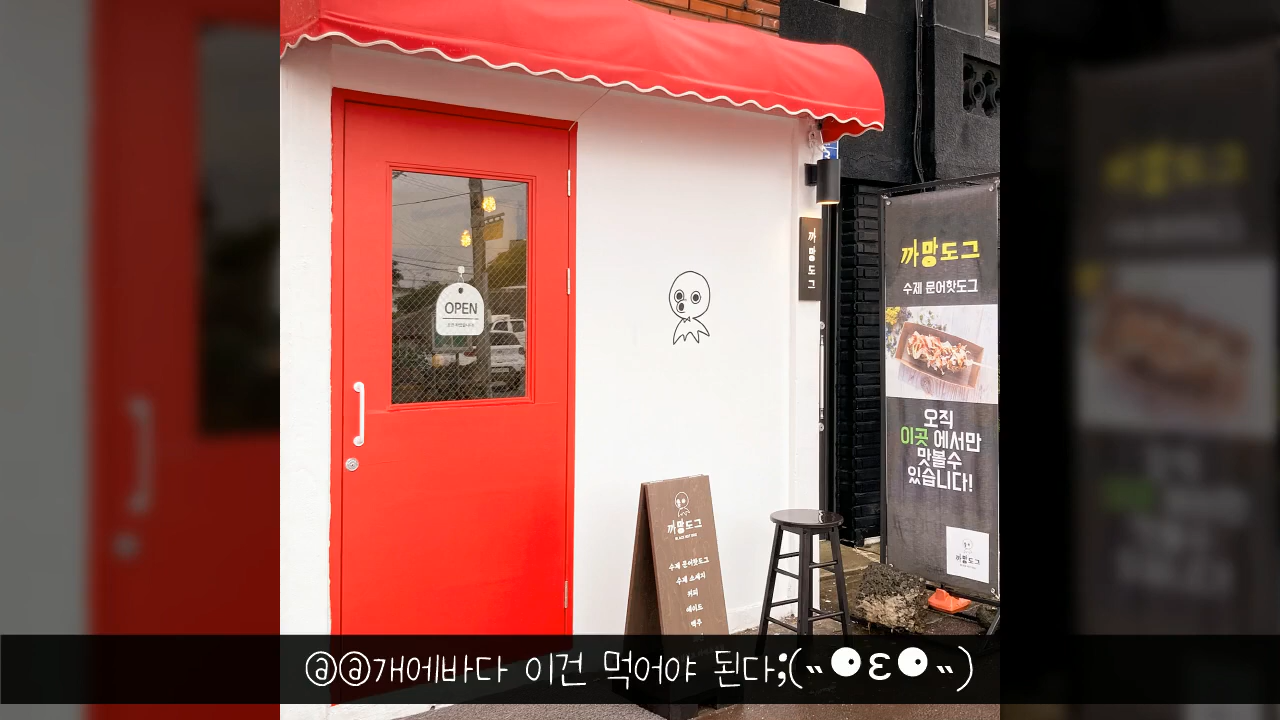 OPEN
까망도그
까망도그
수제 문어핫도그
오직
이곳 에서만
맛볼수
있습니다!
까망도그
까망도그
BLACK HOT DOG
수제 문어핫도그
수제 소세지
커피
에이드
맥주
@@개에바다 이건 먹어야 된다;(˶⚈Ɛ⚈˵)